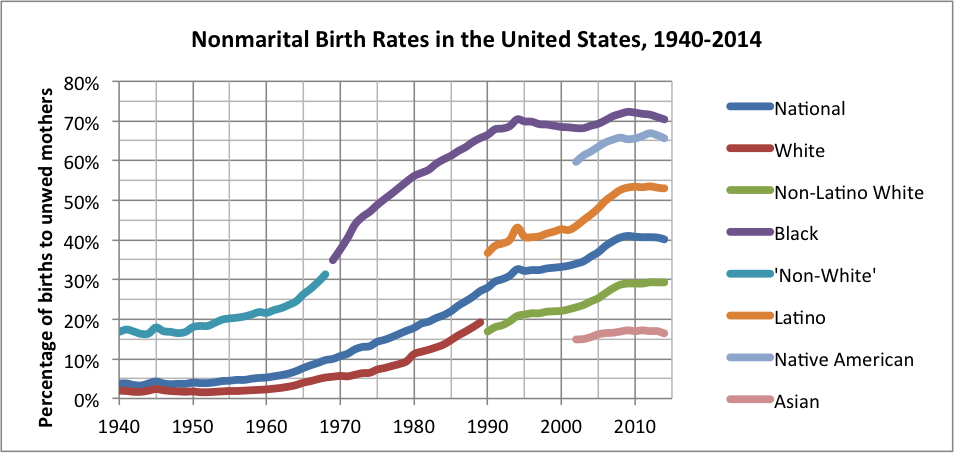 Nonmarital Birth Rates in the United States, 1940-2014
Percentage of births to unwed mothers
80%
70%
60%
50%
40%
30%
20%
10%
0%
1940 1950 1960 1970 1980 1990 2000 2010
National
White
Non-Latino White
Black
'Non-White'
Latino
Native American
Asian